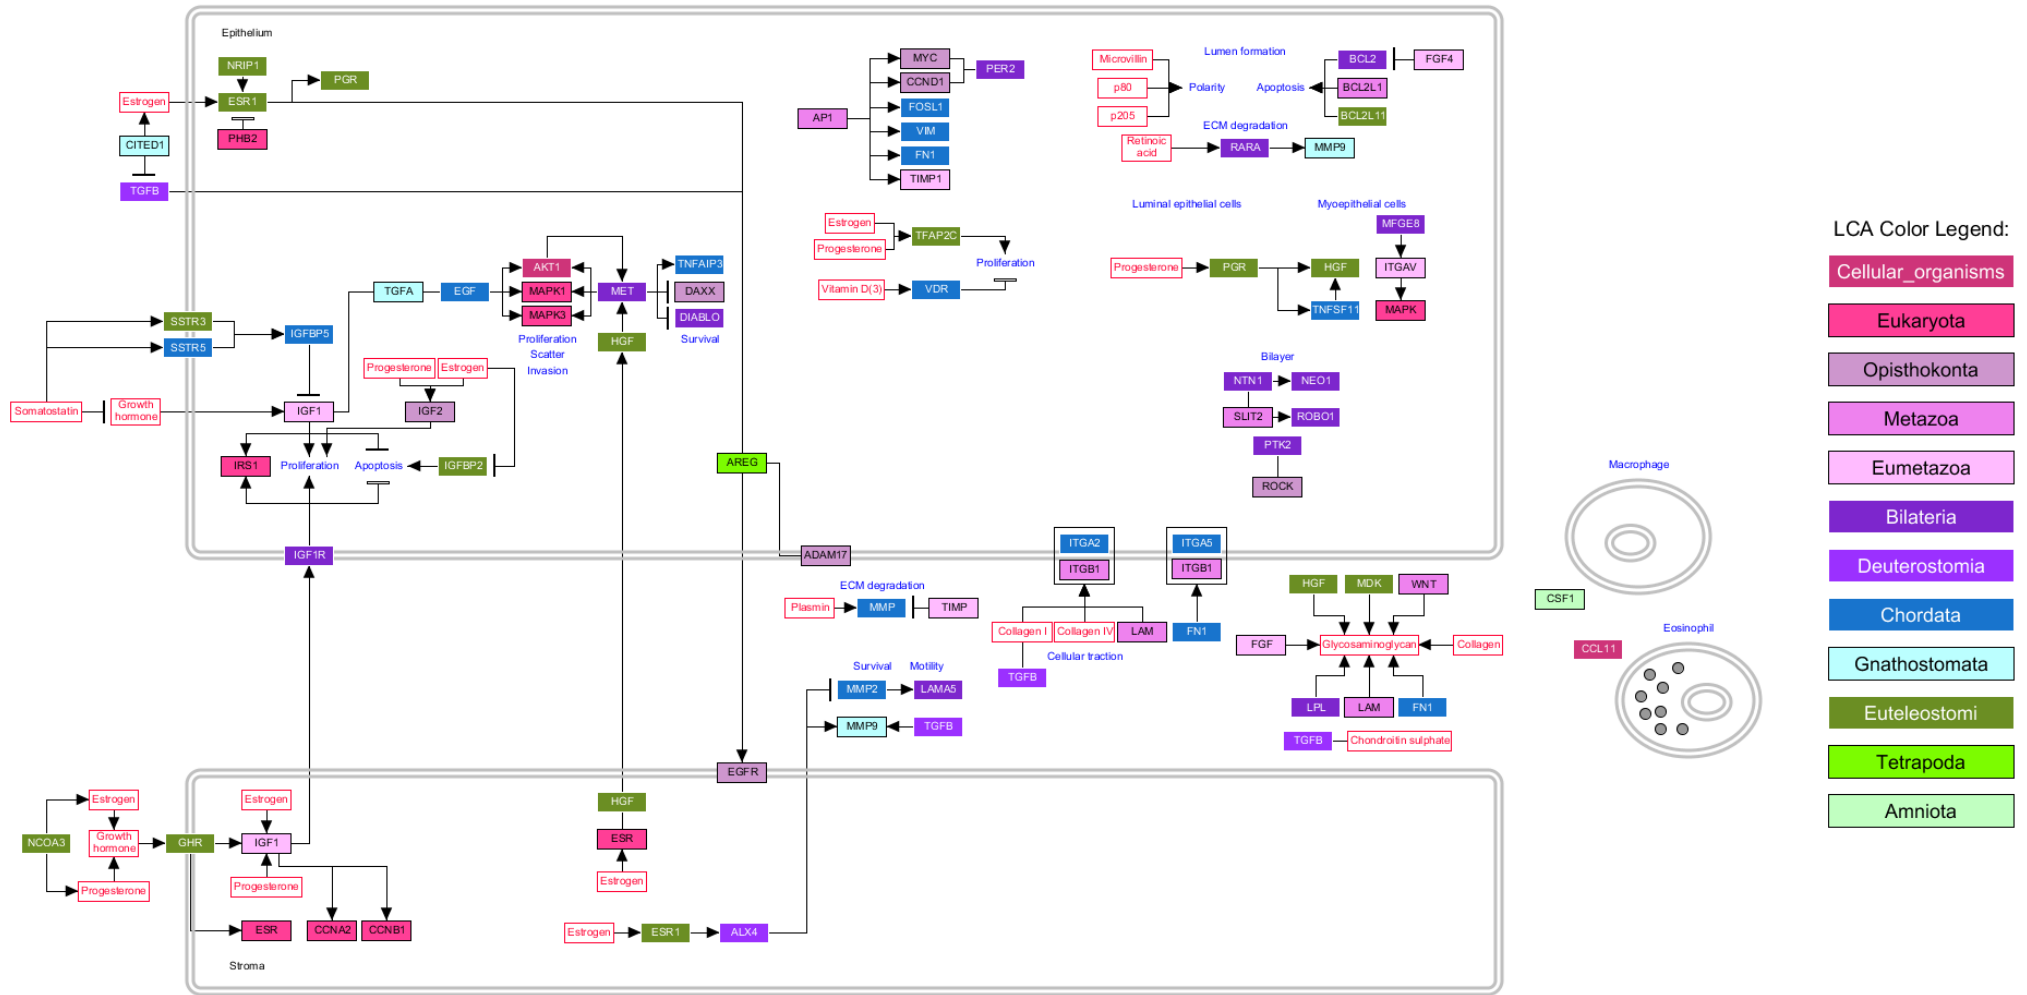 Epithelium
NRIP1
PGR
Estrogen
ESR1
PHB2
CITED1
TGFB
MYC
CCND1
PER2
FOSL1
AP1
VIM
FN1
TIMP1
Microvillin
p80
p205
Polarity
Lumen formation
Apoptosis
BCL2
FGF4
BCL2L1
BCL2L11
ECM degradation
Retinoic
acid
RARA
MMP9
Estrogen
Progesterone
TFAP2C
Proliferation
Vitamin D(3)
VDR
Luminal epithelial cells
Myoepithelial cells
MFGE8
ITGAV
MAPK
Progesterone
PGR
HGF
TNFSF11
TGFA
EGF
AKT1
MAPK1
MAPK3
MET
TNFAIP3
DAXX
DIABLO
Proliferation
Scatter
Invasion
HGF
Survival
SSTR3
SSTR5
IGFBP5
Progesterone
Estrogen
Somatostatin
Growth
hormone
IGF1
IGF2
IRS1
Proliferation
Apoptosis
IGFBP2
AREG
Bilayer
NTN1
NEO1
SLIT2
ROBO1
PTK2
ROCK
IGF1R
ADAM17
ITGA2
ITGB1
ITGA5
ITGB1
ECM degradation
Plasmin
MMP
TIMP
Collagen I
Collagen IV
LAM
FN1
Cellular traction
TGFB
HGF
MDK
WNT
FGF
Glycosaminoglycan
Collagen
LPL
LAM
FN1
TGFB
Chondroitin sulphate
Survival
Motility
MMP2
LAMA5
MMP9
TGFB
EGFR
Macrophage
CSF1
Eosinophil
CCL11
Estrogen
NCOA3
Growth
hormone
Progesterone
GHR
Estrogen
IGF1
Progesterone
ESR
CCNA2
CCNB1
HGF
ESR
Estrogen
Estrogen
ESR1
ALX4
Stroma
LCA Color Legend:
Cellular_organisms
Eukaryota
Opisthokonta
Metazoa
Eumetazoa
Bilateria
Deuterostomia
Chordata
Gnathostomata
Euteleostomi
Tetrapoda
Amniota